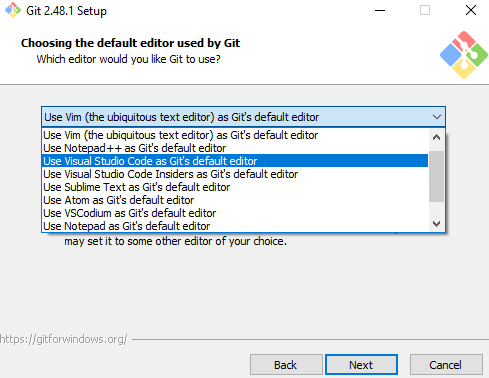 Git 2.48.1 Setup
Choosing the default editor used by Git
Which editor would you like Git to use?
Use Vim (the ubiquitous text editor) as Git's default editor
Use Vim (the ubiquitous text editor) as Git's default editor
Use Notepad++ as Git's default editor
Use Visual Studio Code as Git's default editor
Use Visual Studio Code Insiders as Git's default editor
Use Sublime Text as Git's default editor
Use Atom as Git's default editor
Use VSCodium as Git's default editor
Use Notepad as Git's default editor
may set it to some other editor of your choice.
https://gitforwindows.org/
Back Next Cancel